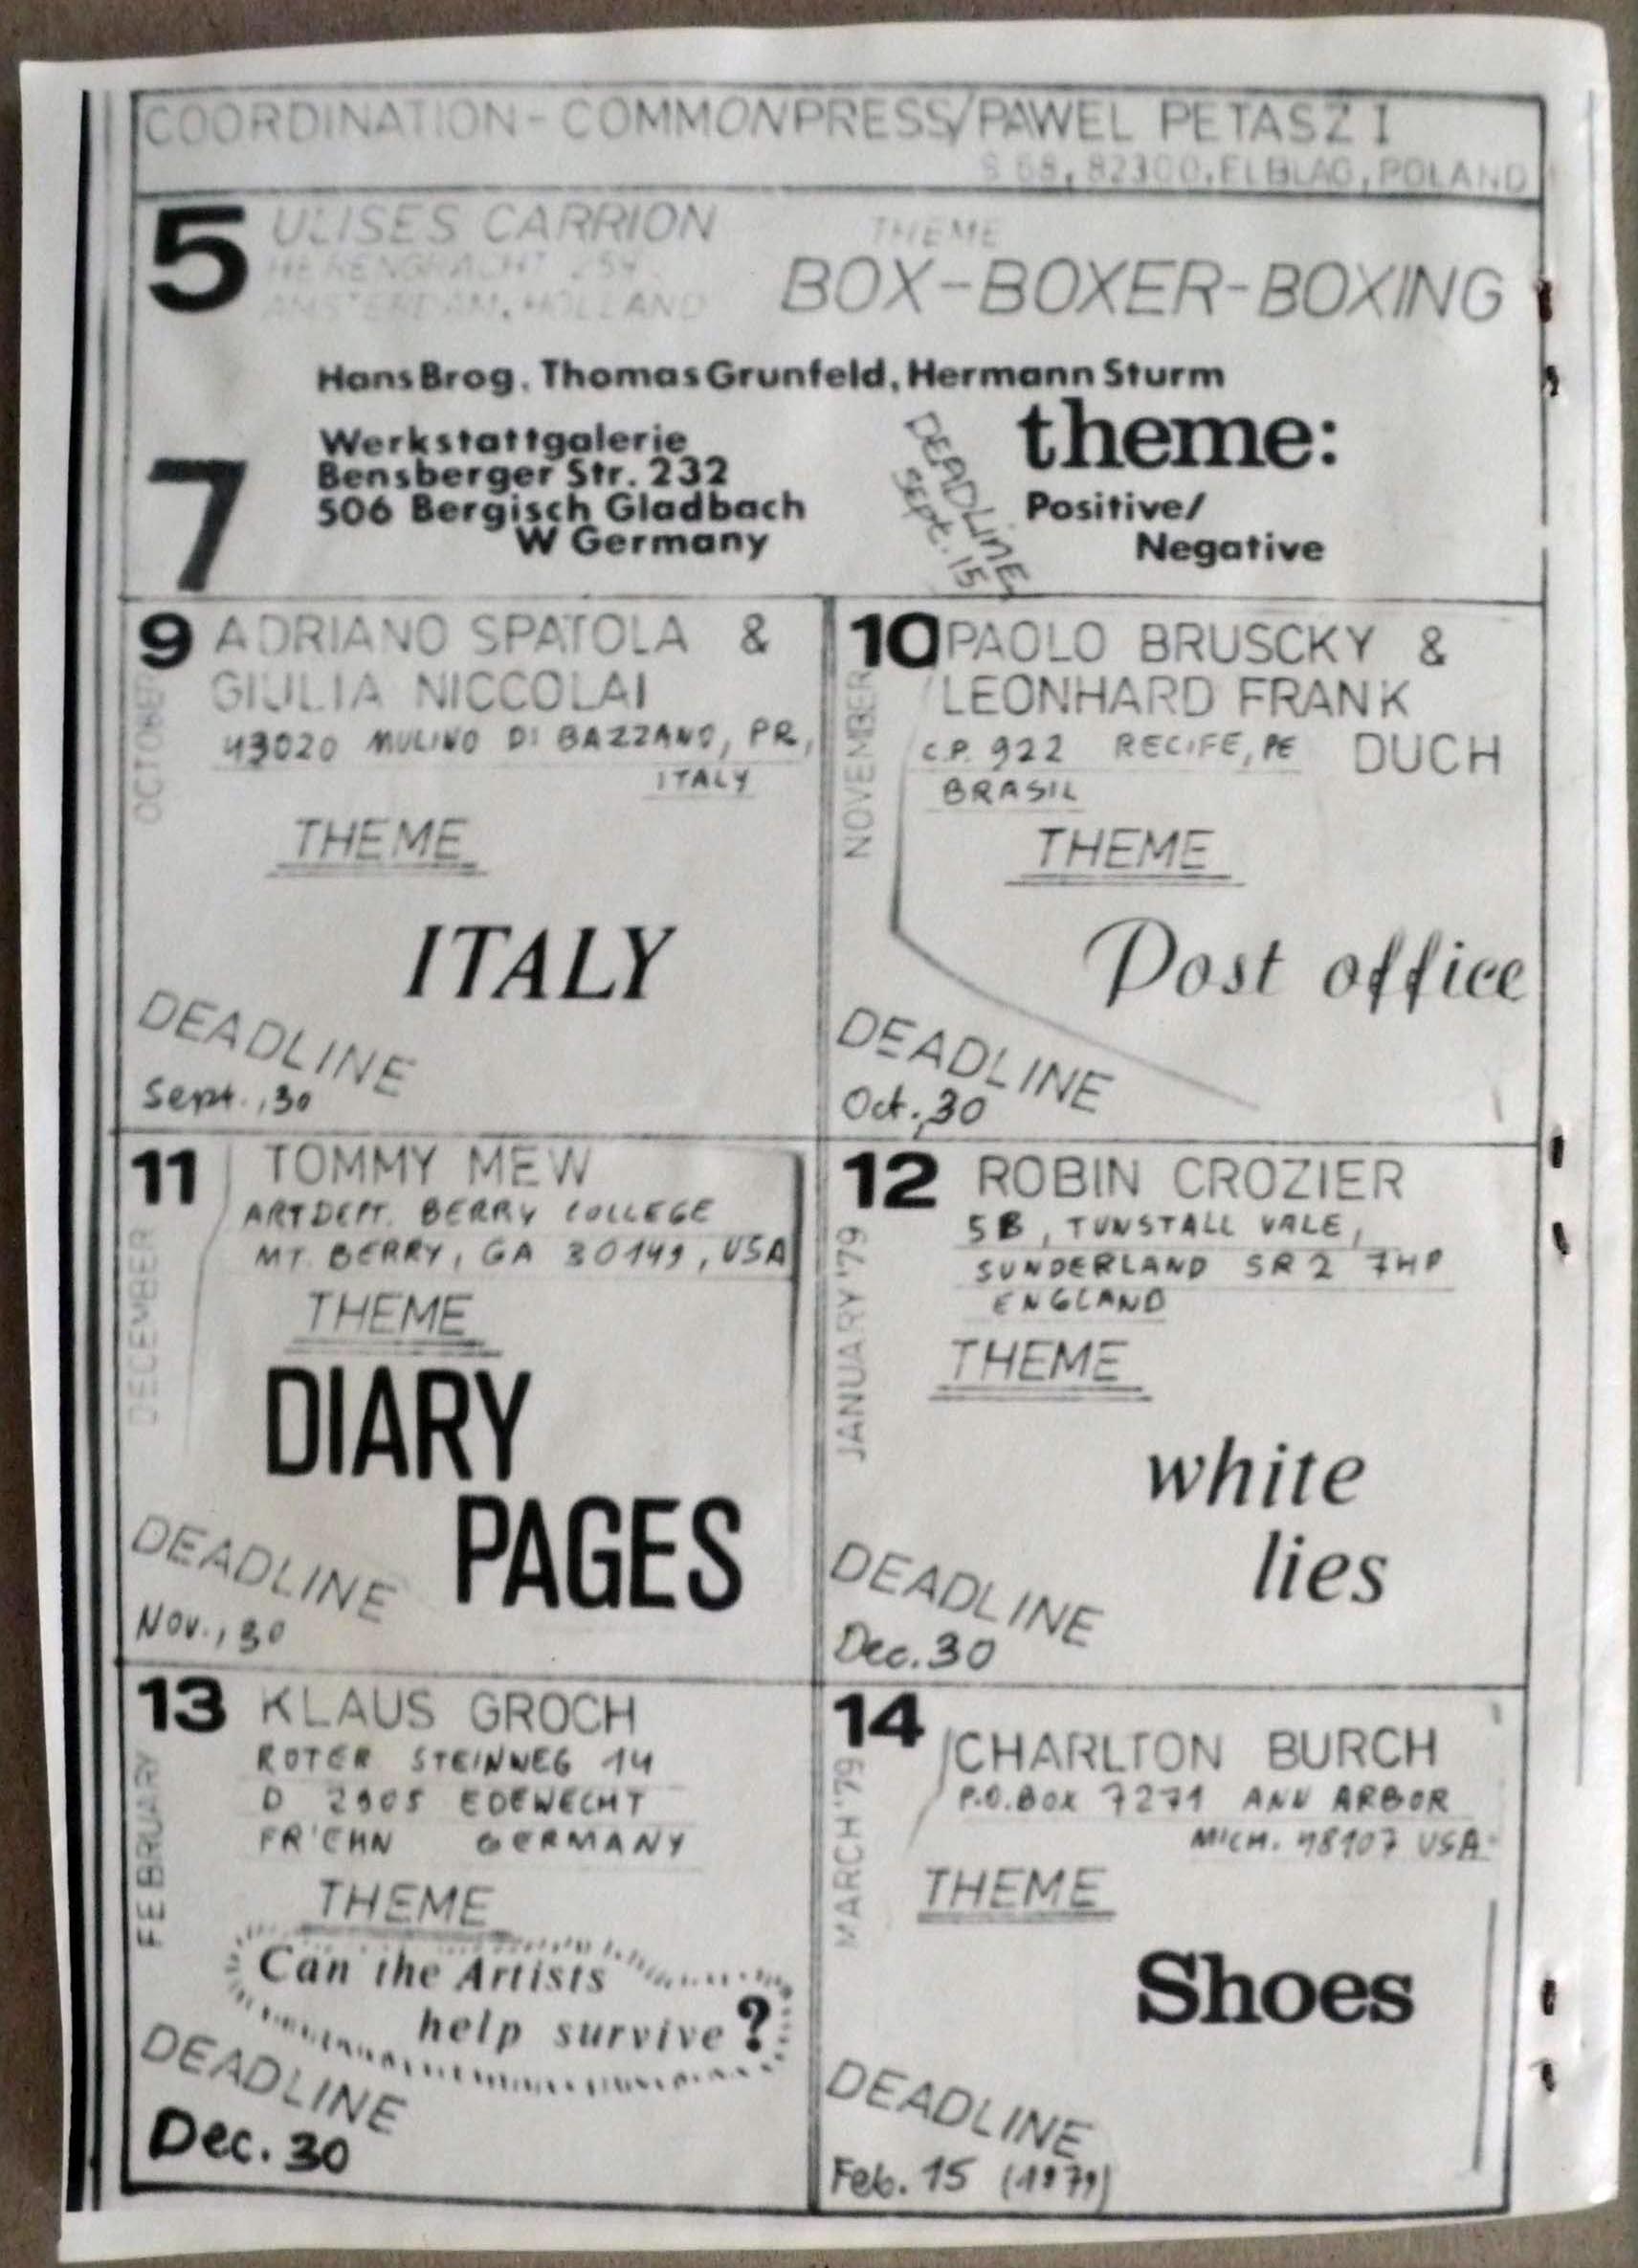 COORDINATION - COMMONPRESS/PAWEL PETASZ I
S 68, 82300, ELBLAG, POLAND
5 ULISES CARRION
HERENGRACHT 259
AMSTERDAM, HOLLAND
THEME
BOX-BOXER-BOXING
7
Hans Brog, Thomas Grunfeld, Hermann Sturm
Werkstattgalerie
Bensberger Str. 232
506 Bergisch Gladbach
W Germany
DEADLINE
Sept. 15
theme:
Positive/
Negative
9 ADRIANO SPATOLA &
GIULIA NICCOLAI
43020 MULINO DI BAZZANO, PR,
ITALY
OCTOBER
THEME
ITALY
DEADLINE
Sept., 30
10 PAOLO BRUSCKY &
LEONHARD FRANK
DUCH
C.P. 922 RECIFE, PE
BRASIL
NOVEMBER
THEME
Post office
DEADLINE
Oct., 30
11 TOMMY MEW
ART DEPT. BERRY COLLEGE
MT. BERRY, GA 30149, USA
DECEMBER
THEME
DIARY
PAGES
DEADLINE
Nov., 30
12 ROBIN CROZIER
5B, TUNSTALL VALE,
SUNDERLAND SR2 7HP
ENGLAND
JANUARY '79
THEME
white
lies
DEADLINE
Dec. 30
13 KLAUS GROCH
ROTER STEINWEG 14
D 2905 EDEWECHT
FR'EHN GERMANY
FEBRUARY
THEME
Can the Artists
help survive?
DEADLINE
Dec. 30
14 CHARLTON BURCH
P.O.BOX 7271 ANN ARBOR
MICH. 48107 USA
MARCH '79
THEME
Shoes
DEADLINE
Feb. 15 (1979)